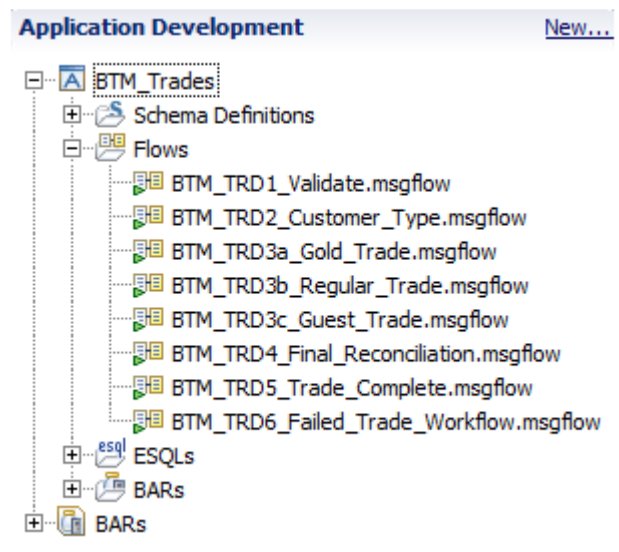 Application Development New...
BTM_Trades
Schema Definitions
Flows
BTM_TRD1_Validate.msgflow
BTM_TRD2_Customer_Type.msgflow
BTM_TRD3a_Gold_Trade.msgflow
BTM_TRD3b_Regular_Trade.msgflow
BTM_TRD3c_Guest_Trade.msgflow
BTM_TRD4_Final_Reconciliation.msgflow
BTM_TRD5_Trade_Complete.msgflow
BTM_TRD6_Failed_Trade_Workflow.msgflow
esql ESQLs
BARs
BARs